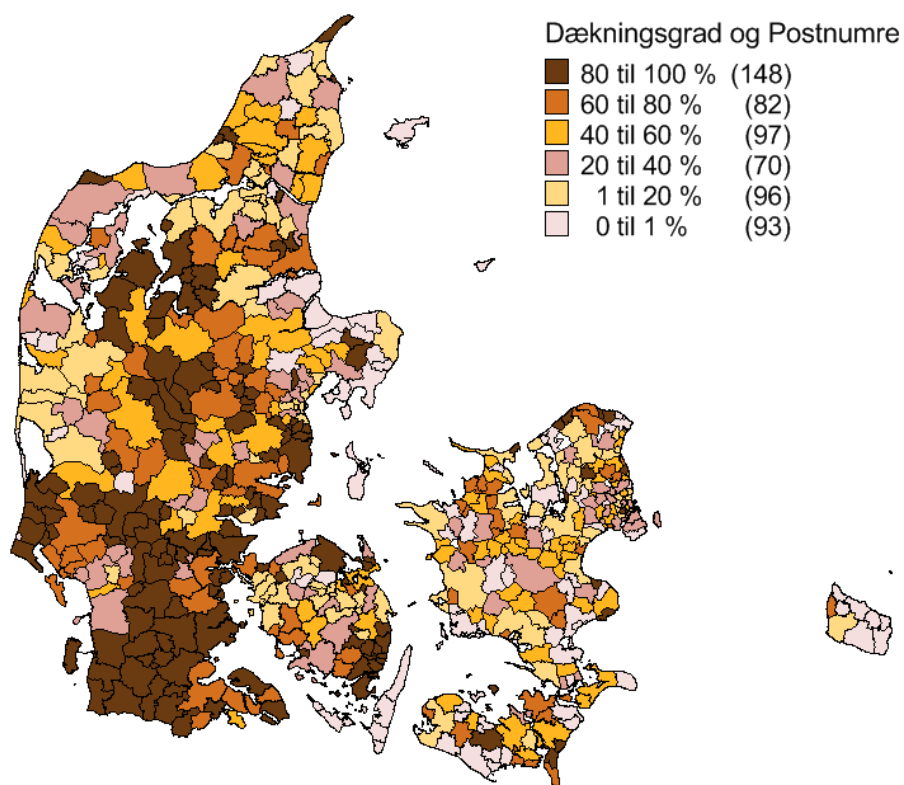 Dækningsgrad og Postnumre
80 til 100 % (148)
60 til 80 % (82)
40 til 60 % (97)
20 til 40 % (70)
1 til 20 % (96)
0 til 1 % (93)